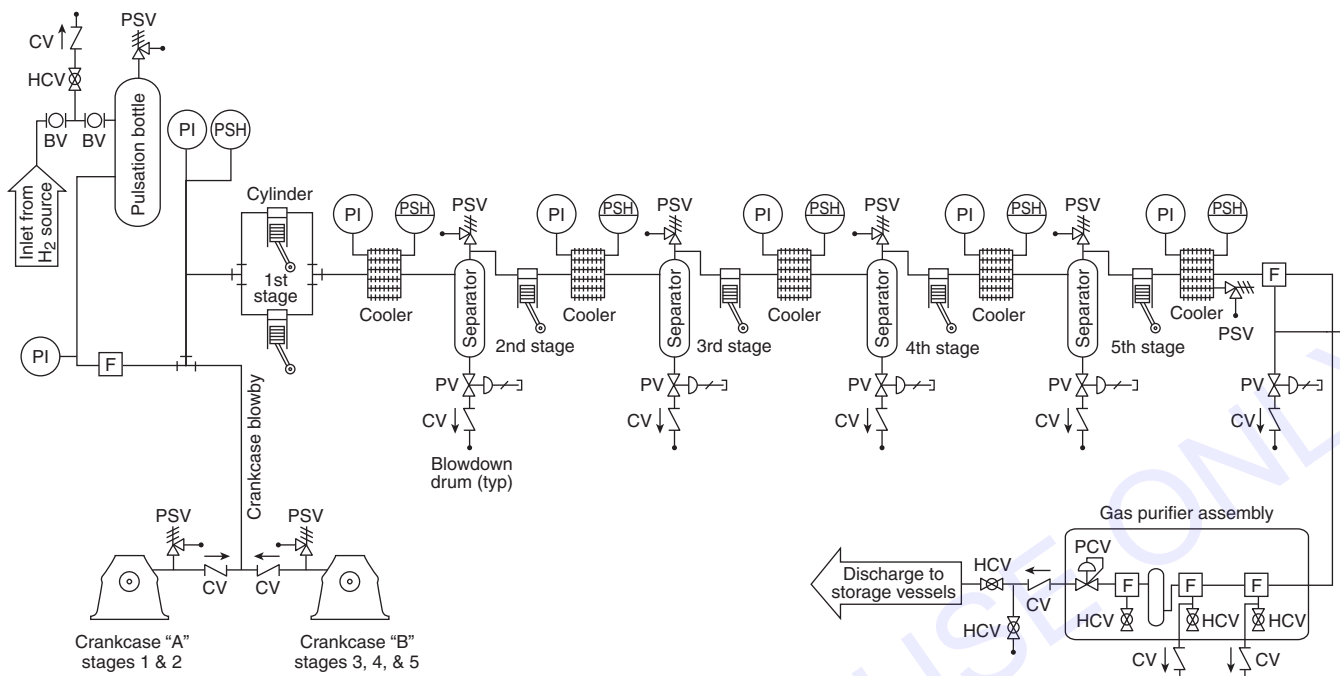 PSV
CV
HCV
BV BV
Pulsation bottle
PI PSH
Inlet from
H2 source
Cylinder
1st
stage
PI PSH PSV PI PSH PSV PI PSH PSV PI PSH PSV PI PSH
Cooler Separator Cooler Separator Cooler Separator Cooler Separator Cooler F
2nd stage 3rd stage 4th stage 5th stage PSV
PI F
PV PV PV PV PV
CV CV CV CV CV
Blowdown
drum (typ)
Crankcase blowby
PSV PSV
CV CV
Crankcase “A”
stages 1 & 2
Crankcase “B”
stages 3, 4, & 5
Gas purifier assembly
Discharge to
storage vessels
HCV
CV
PCV
F F F
HCV HCV HCV HCV
CV CV
USE ONLY